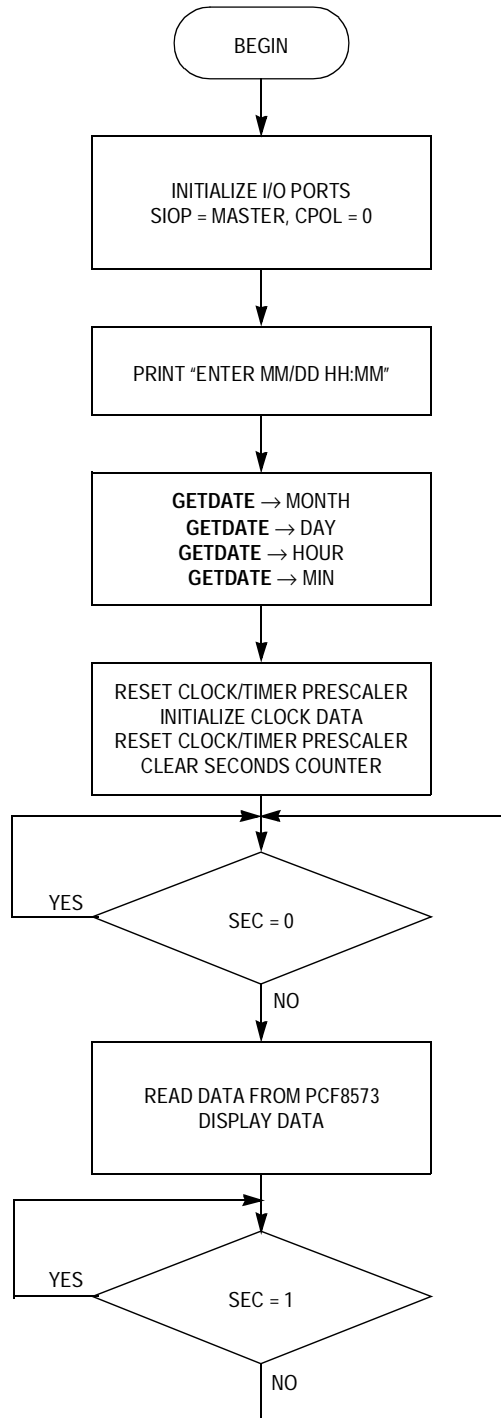 BEGIN
INITIALIZE I/O PORTS
SIOP = MASTER, CPOL = 0
PRINT “ENTER MM/DD HH:MM”
GETDATE → MONTH
GETDATE → DAY
GETDATE → HOUR
GETDATE → MIN
RESET CLOCK/TIMER PRESCALER
INITIALIZE CLOCK DATA
RESET CLOCK/TIMER PRESCALER
CLEAR SECONDS COUNTER
YES
SEC = 0
NO
READ DATA FROM PCF8573
DISPLAY DATA
YES
SEC = 1
NO